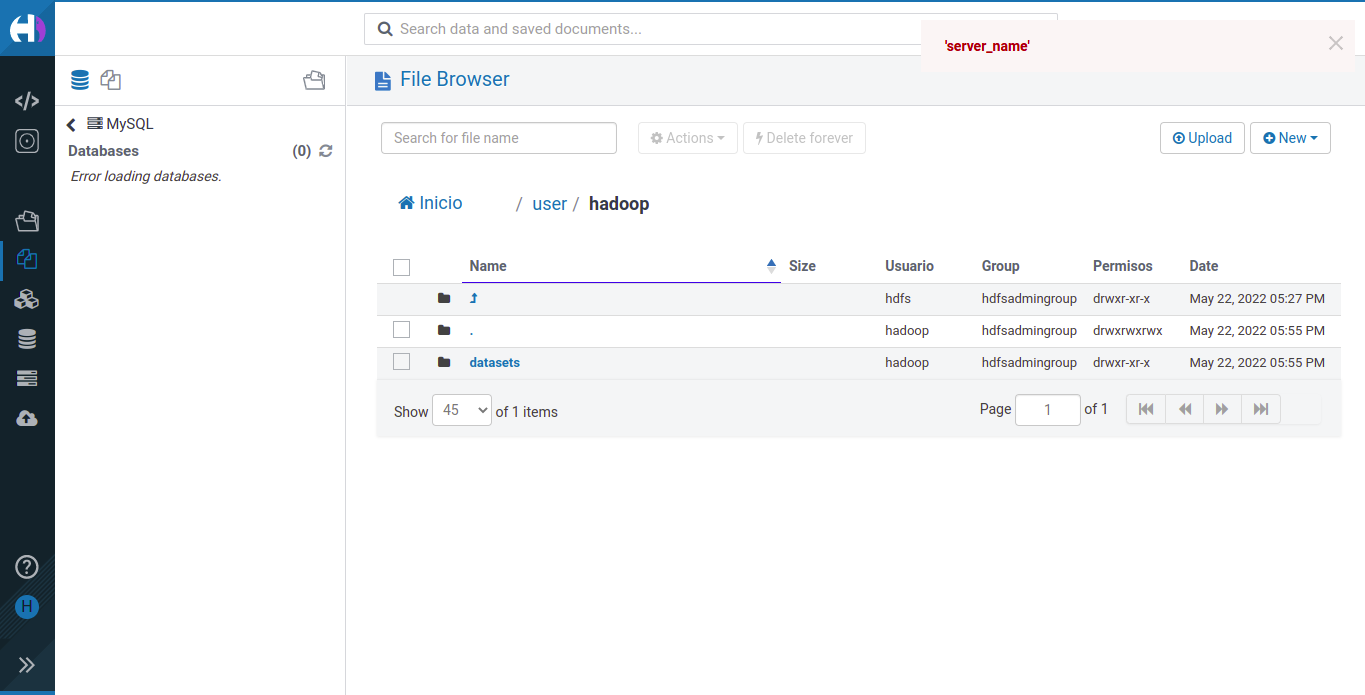 Search data and saved documents...
'server_name'
File Browser
MySQL
Databases (0)
Error loading databases.
Search for file name
Actions
Delete forever
Upload
New
Inicio / user / hadoop
Name Size Usuario Group Permisos Date
hdfs hdfsadmingroup drwxr-xr-x May 22, 2022 05:27 PM
. hadoop hdfsadmingroup drwxrwxrwx May 22, 2022 05:55 PM
datasets hadoop hdfsadmingroup drwxr-xr-x May 22, 2022 05:55 PM
Show 45 of 1 items
Page 1 of 1
H